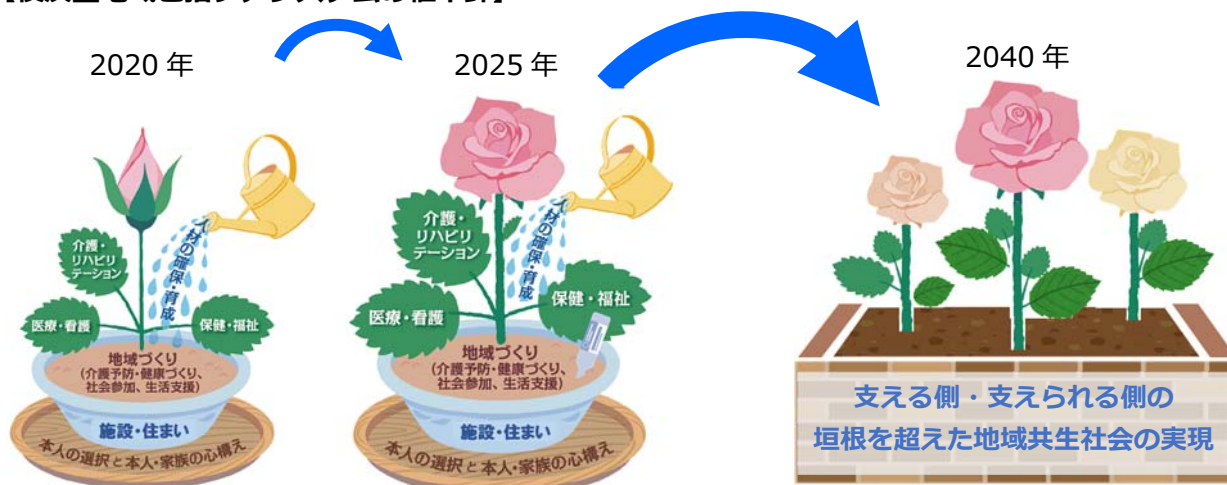 2020 年
2025 年
2040 年
人材の確保・育成
介護・
リハビリ
テーション
医療・看護
保健・福祉
地域づくり
(介護予防・健康づくり、
社会参加、生活支援)
施設・住まい
本人の選択と本人・家族の心構え
人材の確保・育成
介護・
リハビリ
テーション
医療・看護
保健・福祉
地域づくり
(介護予防・健康づくり、
社会参加、生活支援)
施設・住まい
本人の選択と本人・家族の心構え
支える側・支えられる側の
垣根を超えた地域共生社会の実現